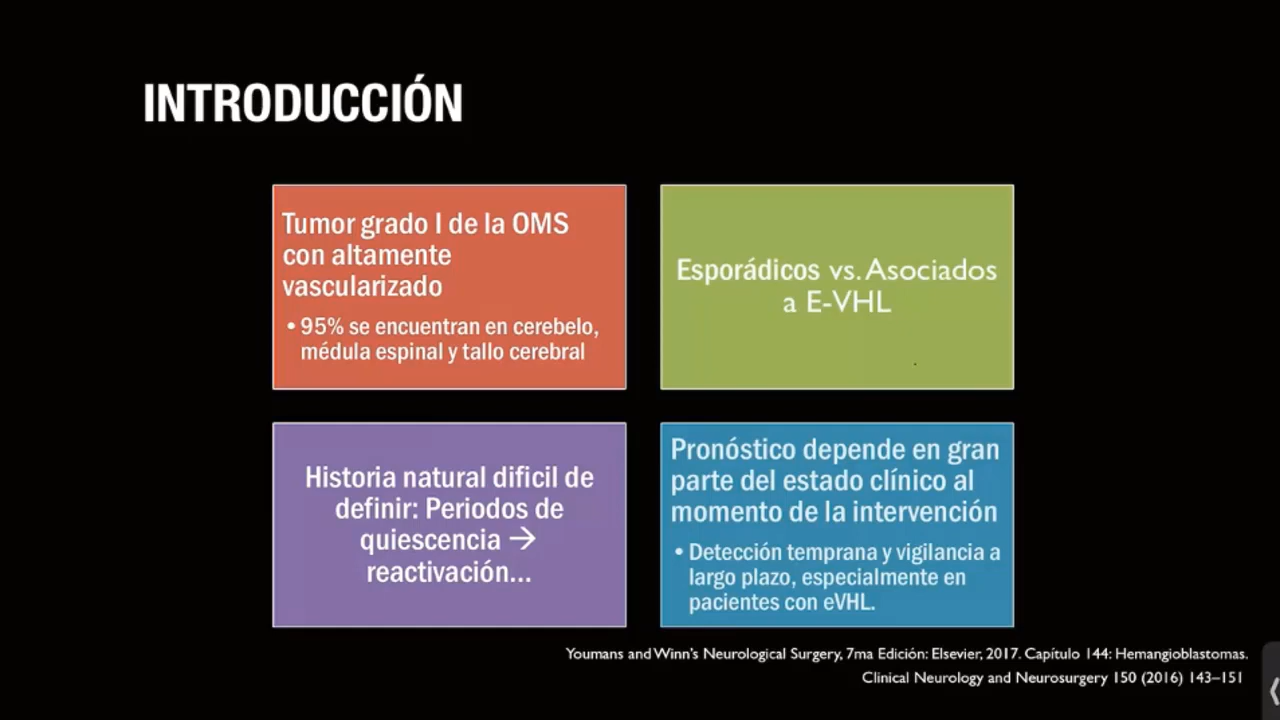 INTRODUCCIÓN
Tumor grado I de la OMS
con altamente
vascularizado
• 95% se encuentran en cerebelo,
médula espinal y tallo cerebral
Esporádicos vs. Asociados
a E-VHL
Historia natural dificil de
definir: Periodos de
quiescencia →
reactivación...
Pronóstico depende en gran
parte del estado clínico al
momento de la intervención
• Detección temprana y vigilancia a
largo plazo, especialmente en
pacientes con eVHL.
Youmans and Winn's Neurological Surgery, 7ma Edición: Elsevier, 2017. Capítulo 144: Hemangioblastomas.
Clinical Neurology and Neurosurgery 150 (2016) 143–151